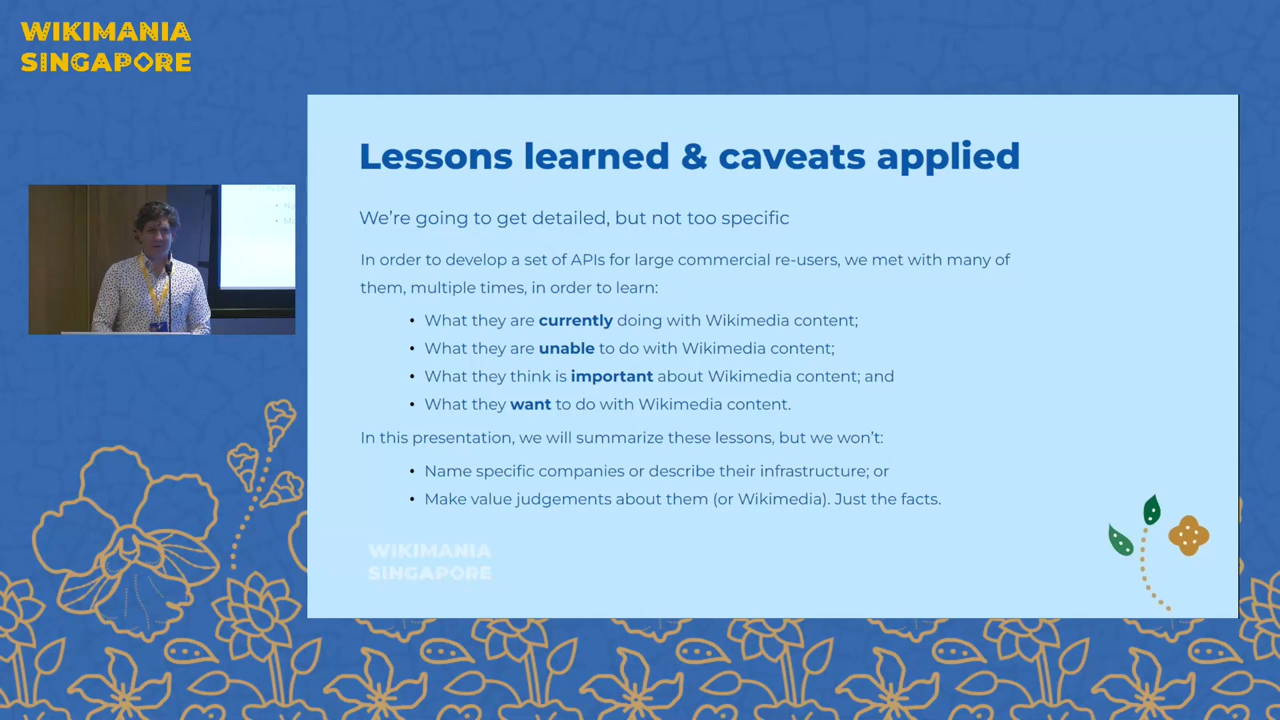 WIKIMANIA
SINGAPORE
Lessons learned & caveats applied
We’re going to get detailed, but not too specific
In order to develop a set of APIs for large commercial re-users, we met with many of
them, multiple times, in order to learn:
• What they are currently doing with Wikimedia content;
• What they are unable to do with Wikimedia content;
• What they think is important about Wikimedia content; and
• What they want to do with Wikimedia content.
In this presentation, we will summarize these lessons, but we won’t:
• Name specific companies or describe their infrastructure; or
• Make value judgements about them (or Wikimedia). Just the facts.
WIKIMANIA
SINGAPORE